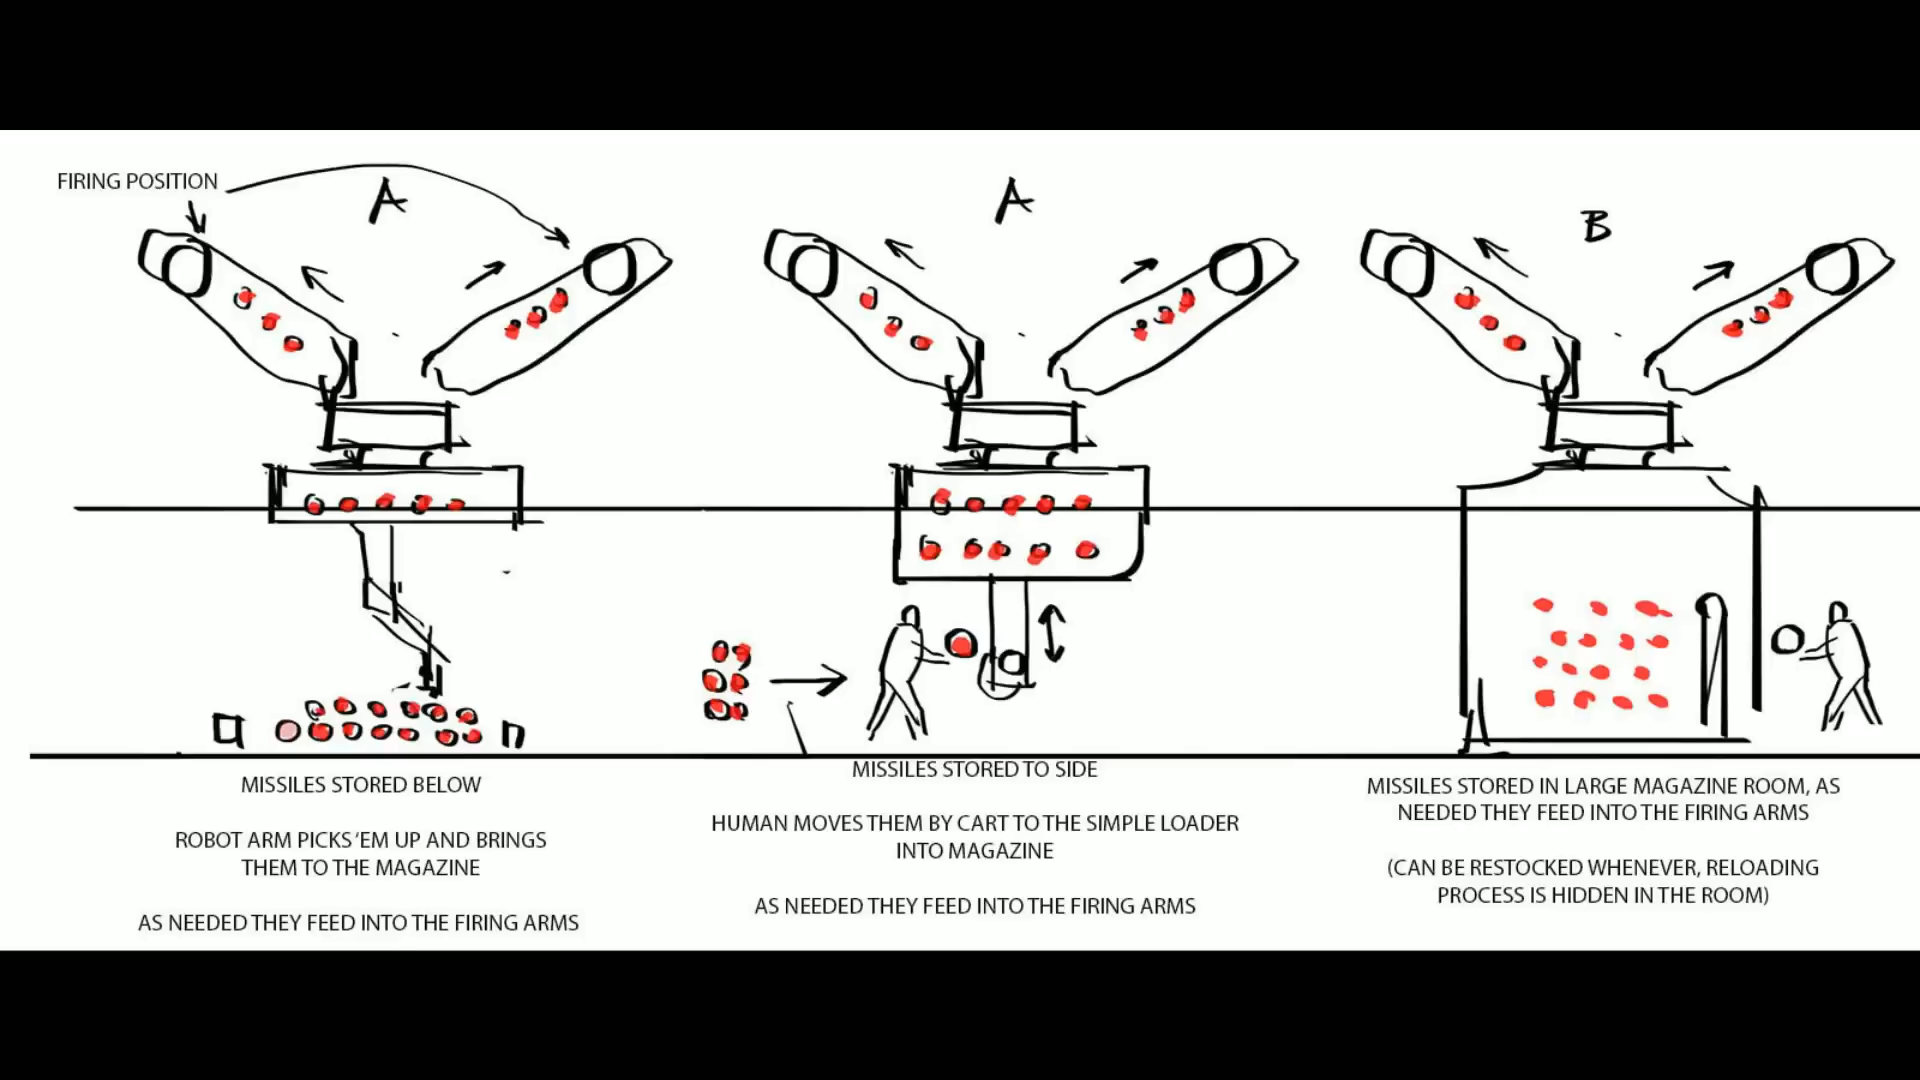 FIRING POSITION
A
A
B
MISSILES STORED BELOW
ROBOT ARM PICKS ‘EM UP AND BRINGS
THEM TO THE MAGAZINE
AS NEEDED THEY FEED INTO THE FIRING ARMS
MISSILES STORED TO SIDE
HUMAN MOVES THEM BY CART TO THE SIMPLE LOADER
INTO MAGAZINE
AS NEEDED THEY FEED INTO THE FIRING ARMS
MISSILES STORED IN LARGE MAGAZINE ROOM, AS
NEEDED THEY FEED INTO THE FIRING ARMS
(CAN BE RESTOCKED WHENEVER, RELOADING
PROCESS IS HIDDEN IN THE ROOM)